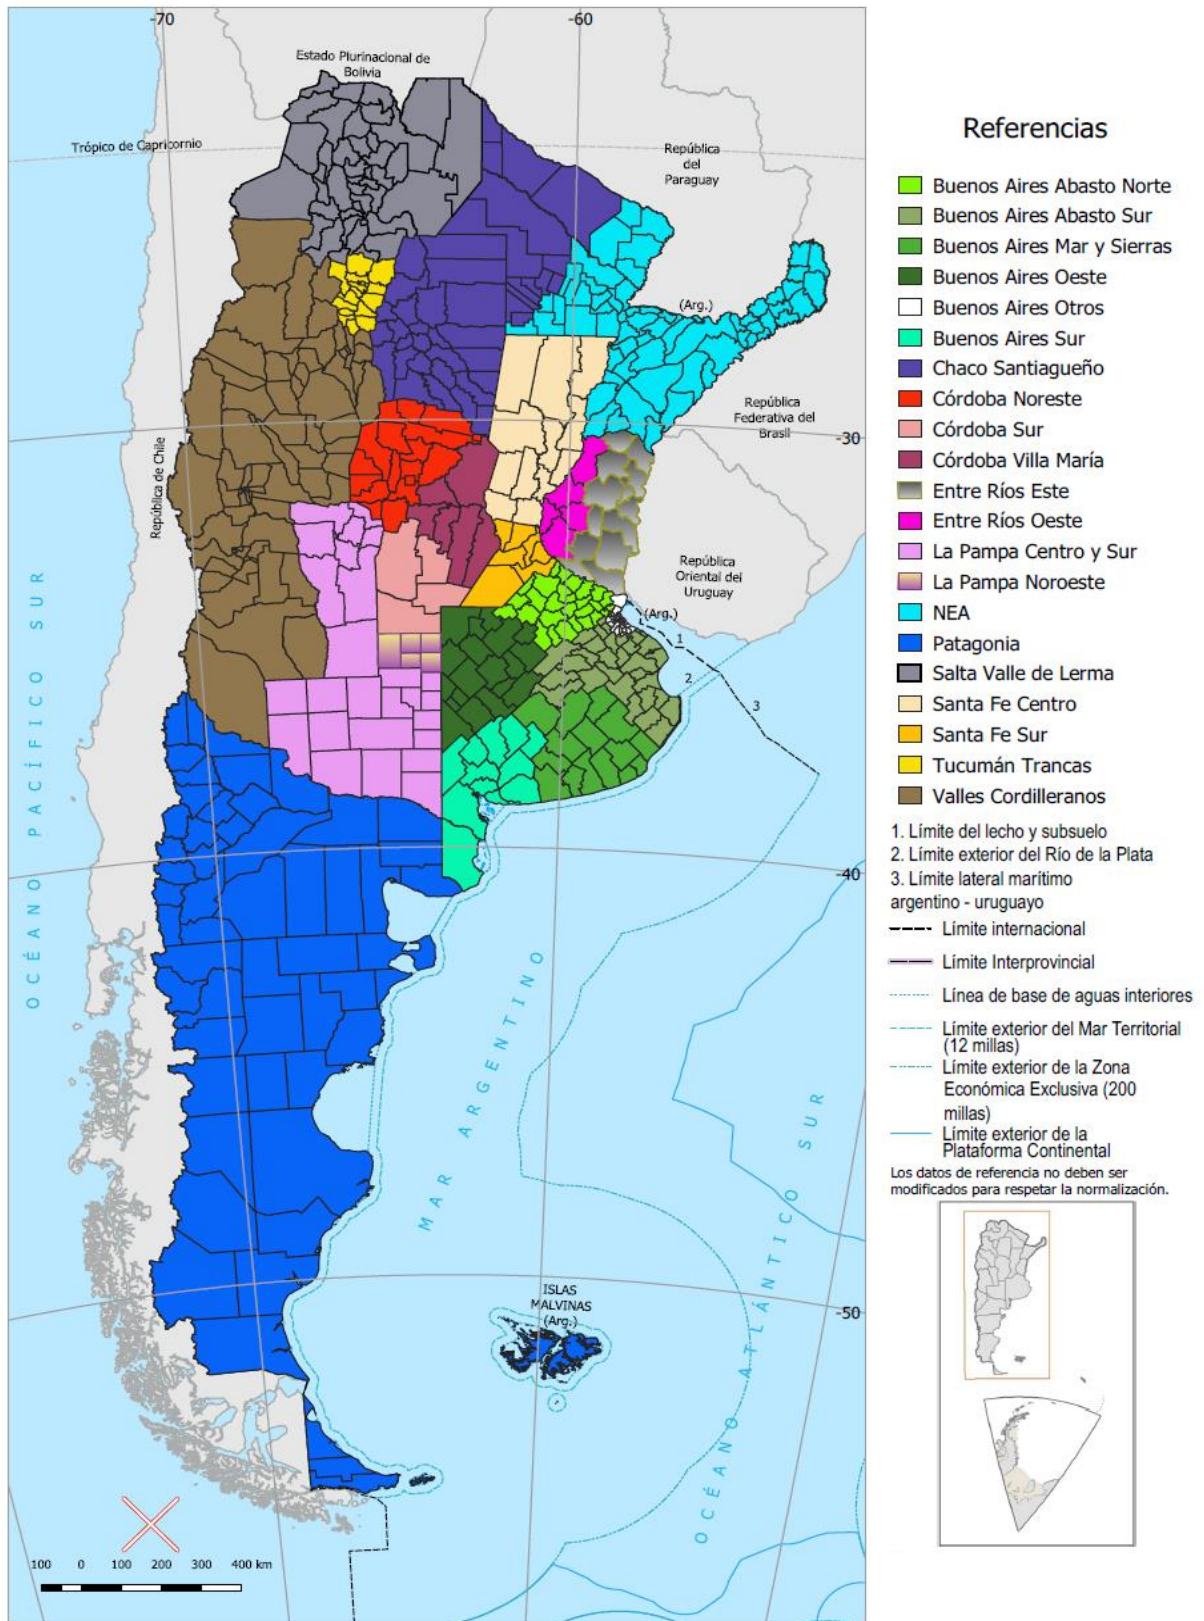 -70
-60
Estado Plurinacional de
Bolivia
Trópico de Capricornio
República
del
Paraguay
(Arg.)
República
Federativa del
Brasil
-30
República de Chile
República
Oriental del
Uruguay
(Arg.)
1
2
3
OCÉANO PACÍFICO SUR
-40
MAR ARGENTINO
OCÉANO ATLÁNTICO SUR
ISLAS
MALVINAS
(Arg.)
-50
100 0 100 200 300 400 km
Referencias
Buenos Aires Abasto Norte
Buenos Aires Abasto Sur
Buenos Aires Mar y Sierras
Buenos Aires Oeste
Buenos Aires Otros
Buenos Aires Sur
Chaco Santiagueño
Córdoba Noreste
Córdoba Sur
Córdoba Villa María
Entre Ríos Este
Entre Ríos Oeste
La Pampa Centro y Sur
La Pampa Noroeste
NEA
Patagonia
Salta Valle de Lerma
Santa Fe Centro
Santa Fe Sur
Tucumán Trancas
Valles Cordilleranos
1. Límite del lecho y subsuelo
2. Límite exterior del Río de la Plata
3. Límite lateral marítimo
argentino - uruguayo
Límite internacional
Límite Interprovincial
Línea de base de aguas interiores
Límite exterior del Mar Territorial
(12 millas)
Límite exterior de la Zona
Económica Exclusiva (200
millas)
Límite exterior de la
Plataforma Continental
Los datos de referencia no deben ser
modificados para respetar la normalización.